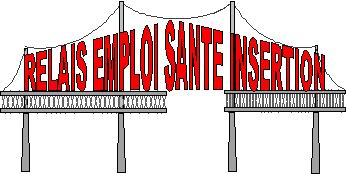 RELAIS EMPLOI SANTE INSERTION